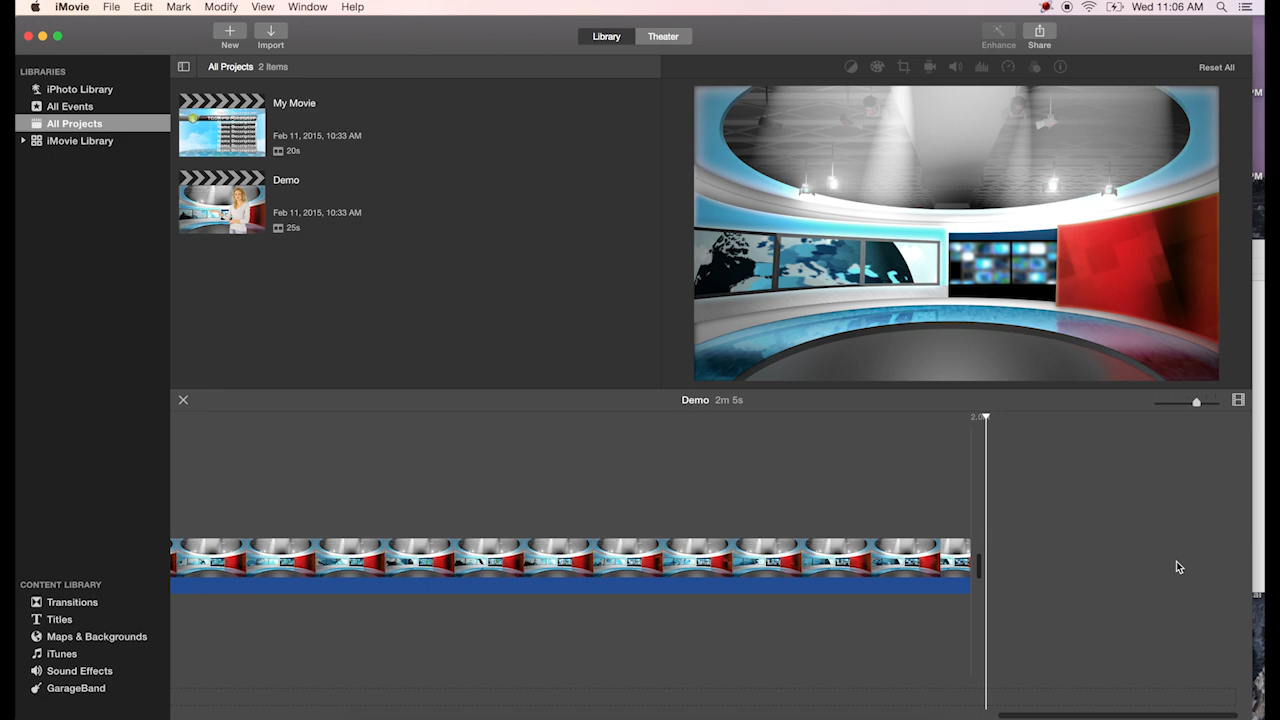 iMovie File Edit Mark Modify View Window Help Wed 11:06 AM
New Import Library Theater Enhance Share
LIBRARIES
iPhoto Library
All Events
All Projects
iMovie Library
All Projects 2 Items
Reset All
My Movie
Feb 11, 2015, 10:33 AM
20s
Demo
Feb 11, 2015, 10:33 AM
25s
Demo 2m 5s
CONTENT LIBRARY
Transitions
Titles
Maps & Backgrounds
iTunes
Sound Effects
GarageBand